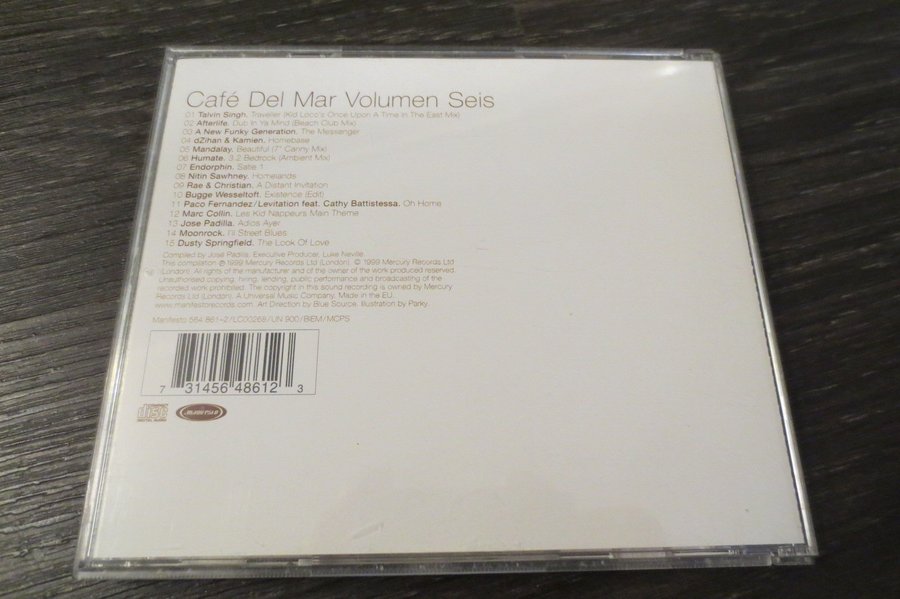 Café Del Mar Volumen Seis
01 Talvin Singh. Traveller (Kid Loco's Once Upon A Time In The East Mix)
02 Afterlife. Dub In Ya Mind (Beach Club Mix)
03 A New Funky Generation. The Messenger
04 dZihan & Kamien. Homebase
05 Mandalay. Beautiful (7" Canny Mix)
06 Humate. 3.2 Bedrock (Ambient Mix)
07 Endorphin. Satie 1
08 Nitin Sawhney. Homelands
09 Rae & Christian. A Distant Invitation
10 Bugge Wesseltoft. Existence (Edit)
11 Paco Fernandez/Levitation feat. Cathy Battistessa. Oh Home
12 Marc Collin. Les Kid Nappeurs Main Theme
13 Jose Padilla. Adios Ayer
14 Moonrock. I'll Street Blues
15 Dusty Springfield. The Look Of Love
Compiled by José Padilla. Executive Producer, Luke Neville.
This compilation ℗ 1999 Mercury Records Ltd (London). © 1999 Mercury Records Ltd
(London). All rights of the manufacturer and of the owner of the work produced reserved.
Unauthorised copying, hiring, lending, public performance and broadcasting of the
recorded work prohibited. The copyright in this sound recording is owned by Mercury
Records Ltd (London). A Universal Music Company. Made in the EU.
www.manifestorecords.com. Art Direction by Blue Source. Illustration by Parky.
Manifesto 564 861-2/LC00268/UN 900/BIEM/MCPS
7 31456 48612 3
disc
DIGITAL AUDIO